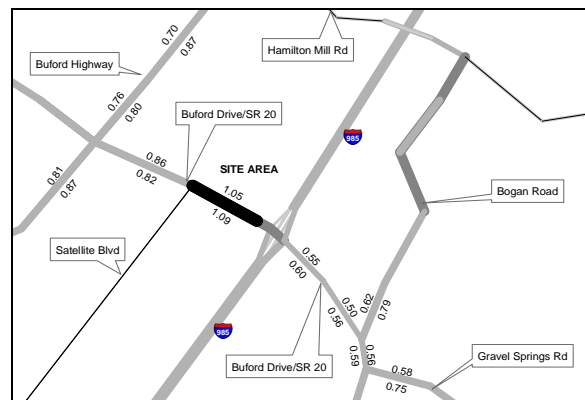 Hamilton Mill Rd
0.70
0.87
Buford Highway
0.76
0.80
Buford Drive/SR 20
985
0.81
0.87
0.86
0.82
SITE AREA
1.05
1.09
Bogan Road
Satellite Blvd
0.55
0.60
0.62
0.79
0.50
0.56
985
0.56
0.59
Buford Drive/SR 20
Gravel Springs Rd
0.58
0.75